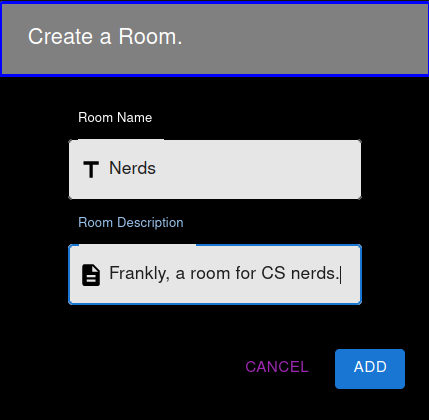 Create a Room.
Room Name
Nerds
Room Description
Frankly, a room for CS nerds.
CANCEL ADD